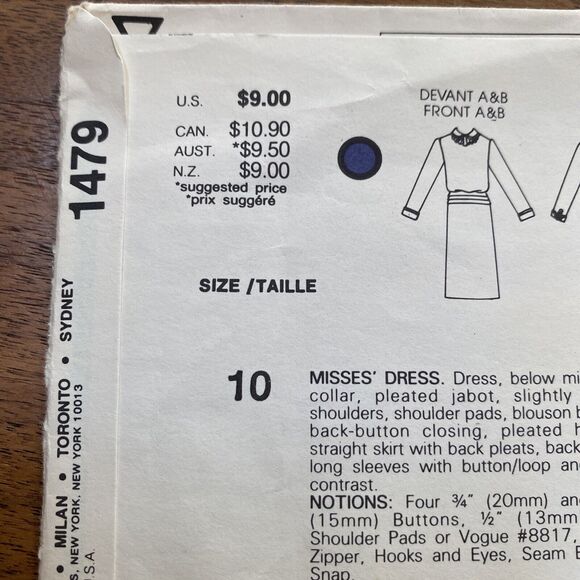 U.S. $9.00
CAN. $10.90
AUST. *$9.50
N.Z. $9.00
*suggested price
*prix suggéré
DEVANT A&B
FRONT A&B
SIZE /TAILLE
10
MISSES' DRESS. Dress, below mi
collar, pleated jabot, slightly
shoulders, shoulder pads, blouson b
back-button closing, pleated h
straight skirt with back pleats, back
long sleeves with button/loop and
contrast.
NOTIONS: Four ¾" (20mm) and
(15mm) Buttons, ½" (13mm
Shoulder Pads or Vogue #8817,
Zipper, Hooks and Eyes, Seam B
Snap.
1479
• MILAN • TORONTO • SYDNEY
S, NEW YORK, NEW YORK 10013
U.S.A.